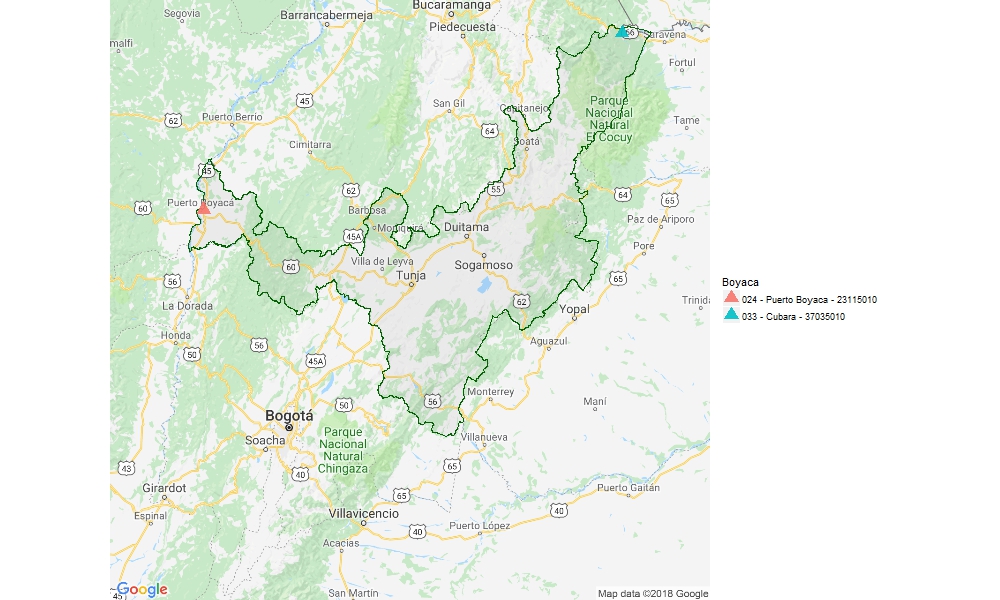 Bucaramanga
Segovia
Barrancabermeja
Piedecuesta
66
Saravena
malfi
Fortul
45
San Gil
Capitanejo
Parque
Nacional
Natural
El Cocuy
62
Puerto Berrio
64
Tame
Cimitarra
Soatá
45
62
55
64
65
60
Puerto Boyaca
Barbosa
Paz de Ariporo
45A
Moniquirá
Duitama
Pore
Villa de Leyva
60
Tunja
Sogamoso
65
56
62
Boyaca
024 - Puerto Boyaca - 23115010
033 - Cubara - 37035010
La Dorada
Yopal
Trinida
Honda
56
50
45A
Aguazul
Monterrey
56
Maní
50
Bogotá
Soacha
Parque
Nacional
Natural
Chingaza
Villanueva
43
65
40
Girardot
65
Puerto Gaitán
Espinal
Villavicencio
40
Puerto López
40
Acacias
45
Google
San Martín
Map data ©2018 Google